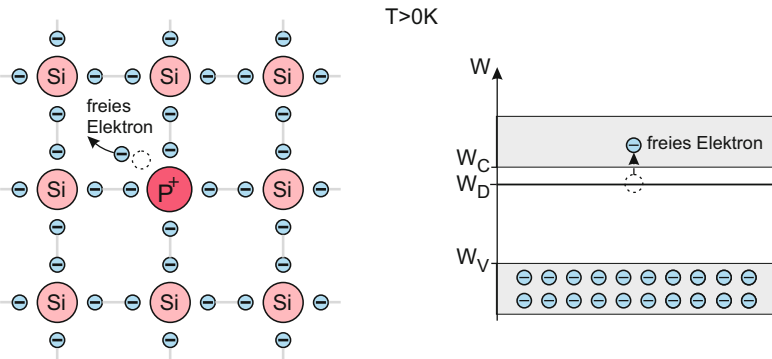 T>0K
Si Si Si
freies
Elektron
Si P+ Si
Si Si Si
W
freies Elektron
WC
WD
WV